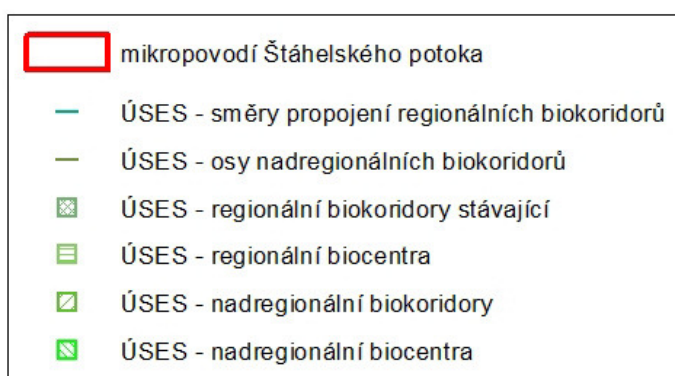 mikropovodí Štáhelského potoka
ÚSES - směry propojení regionálních biokoridorů
ÚSES - osy nadregionálních biokoridorů
ÚSES - regionální biokoridory stávající
ÚSES - regionální biocentra
ÚSES - nadregionální biokoridory
ÚSES - nadregionální biocentra